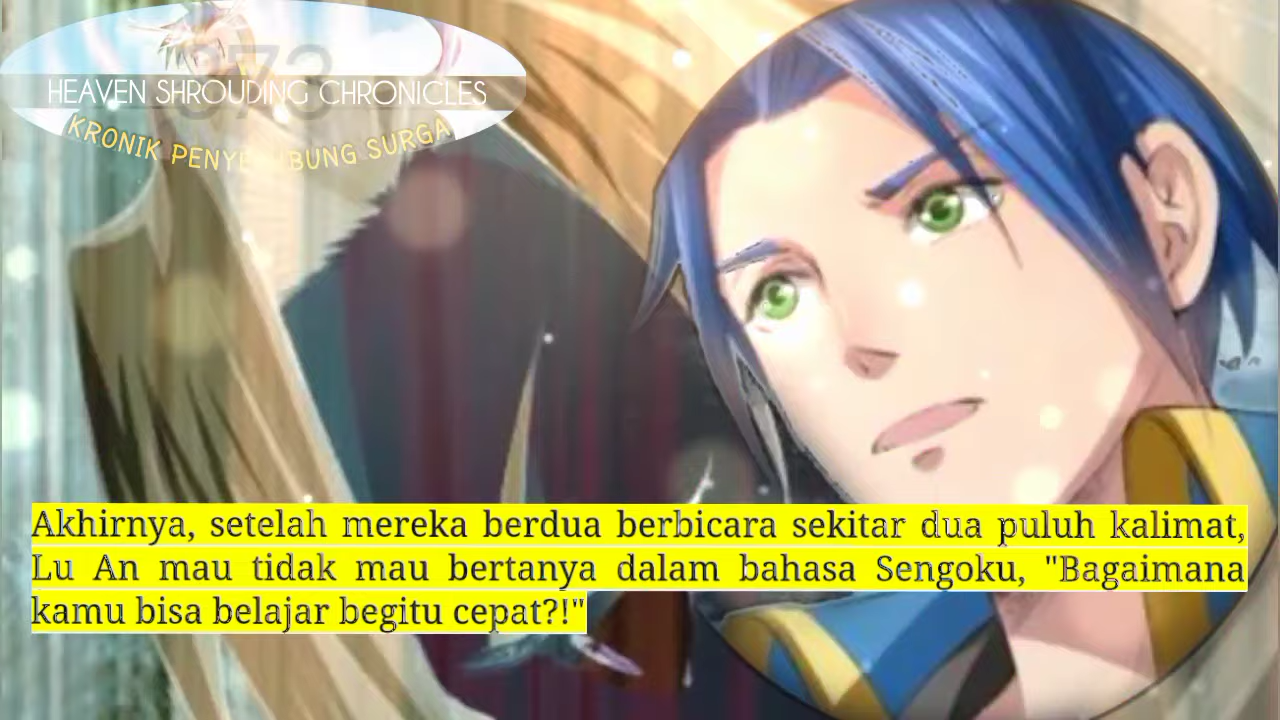 373
HEAVEN SHROUDING CHRONICLES
KRONIK BUNG SURGA
Akhirnya, setelah mereka berdua berbicara sekitar dua puluh kalimat,
Lu An mau tidak mau bertanya dalam bahasa Sengoku, "Bagaimana
kamu bisa belajar begitu cepat?!"